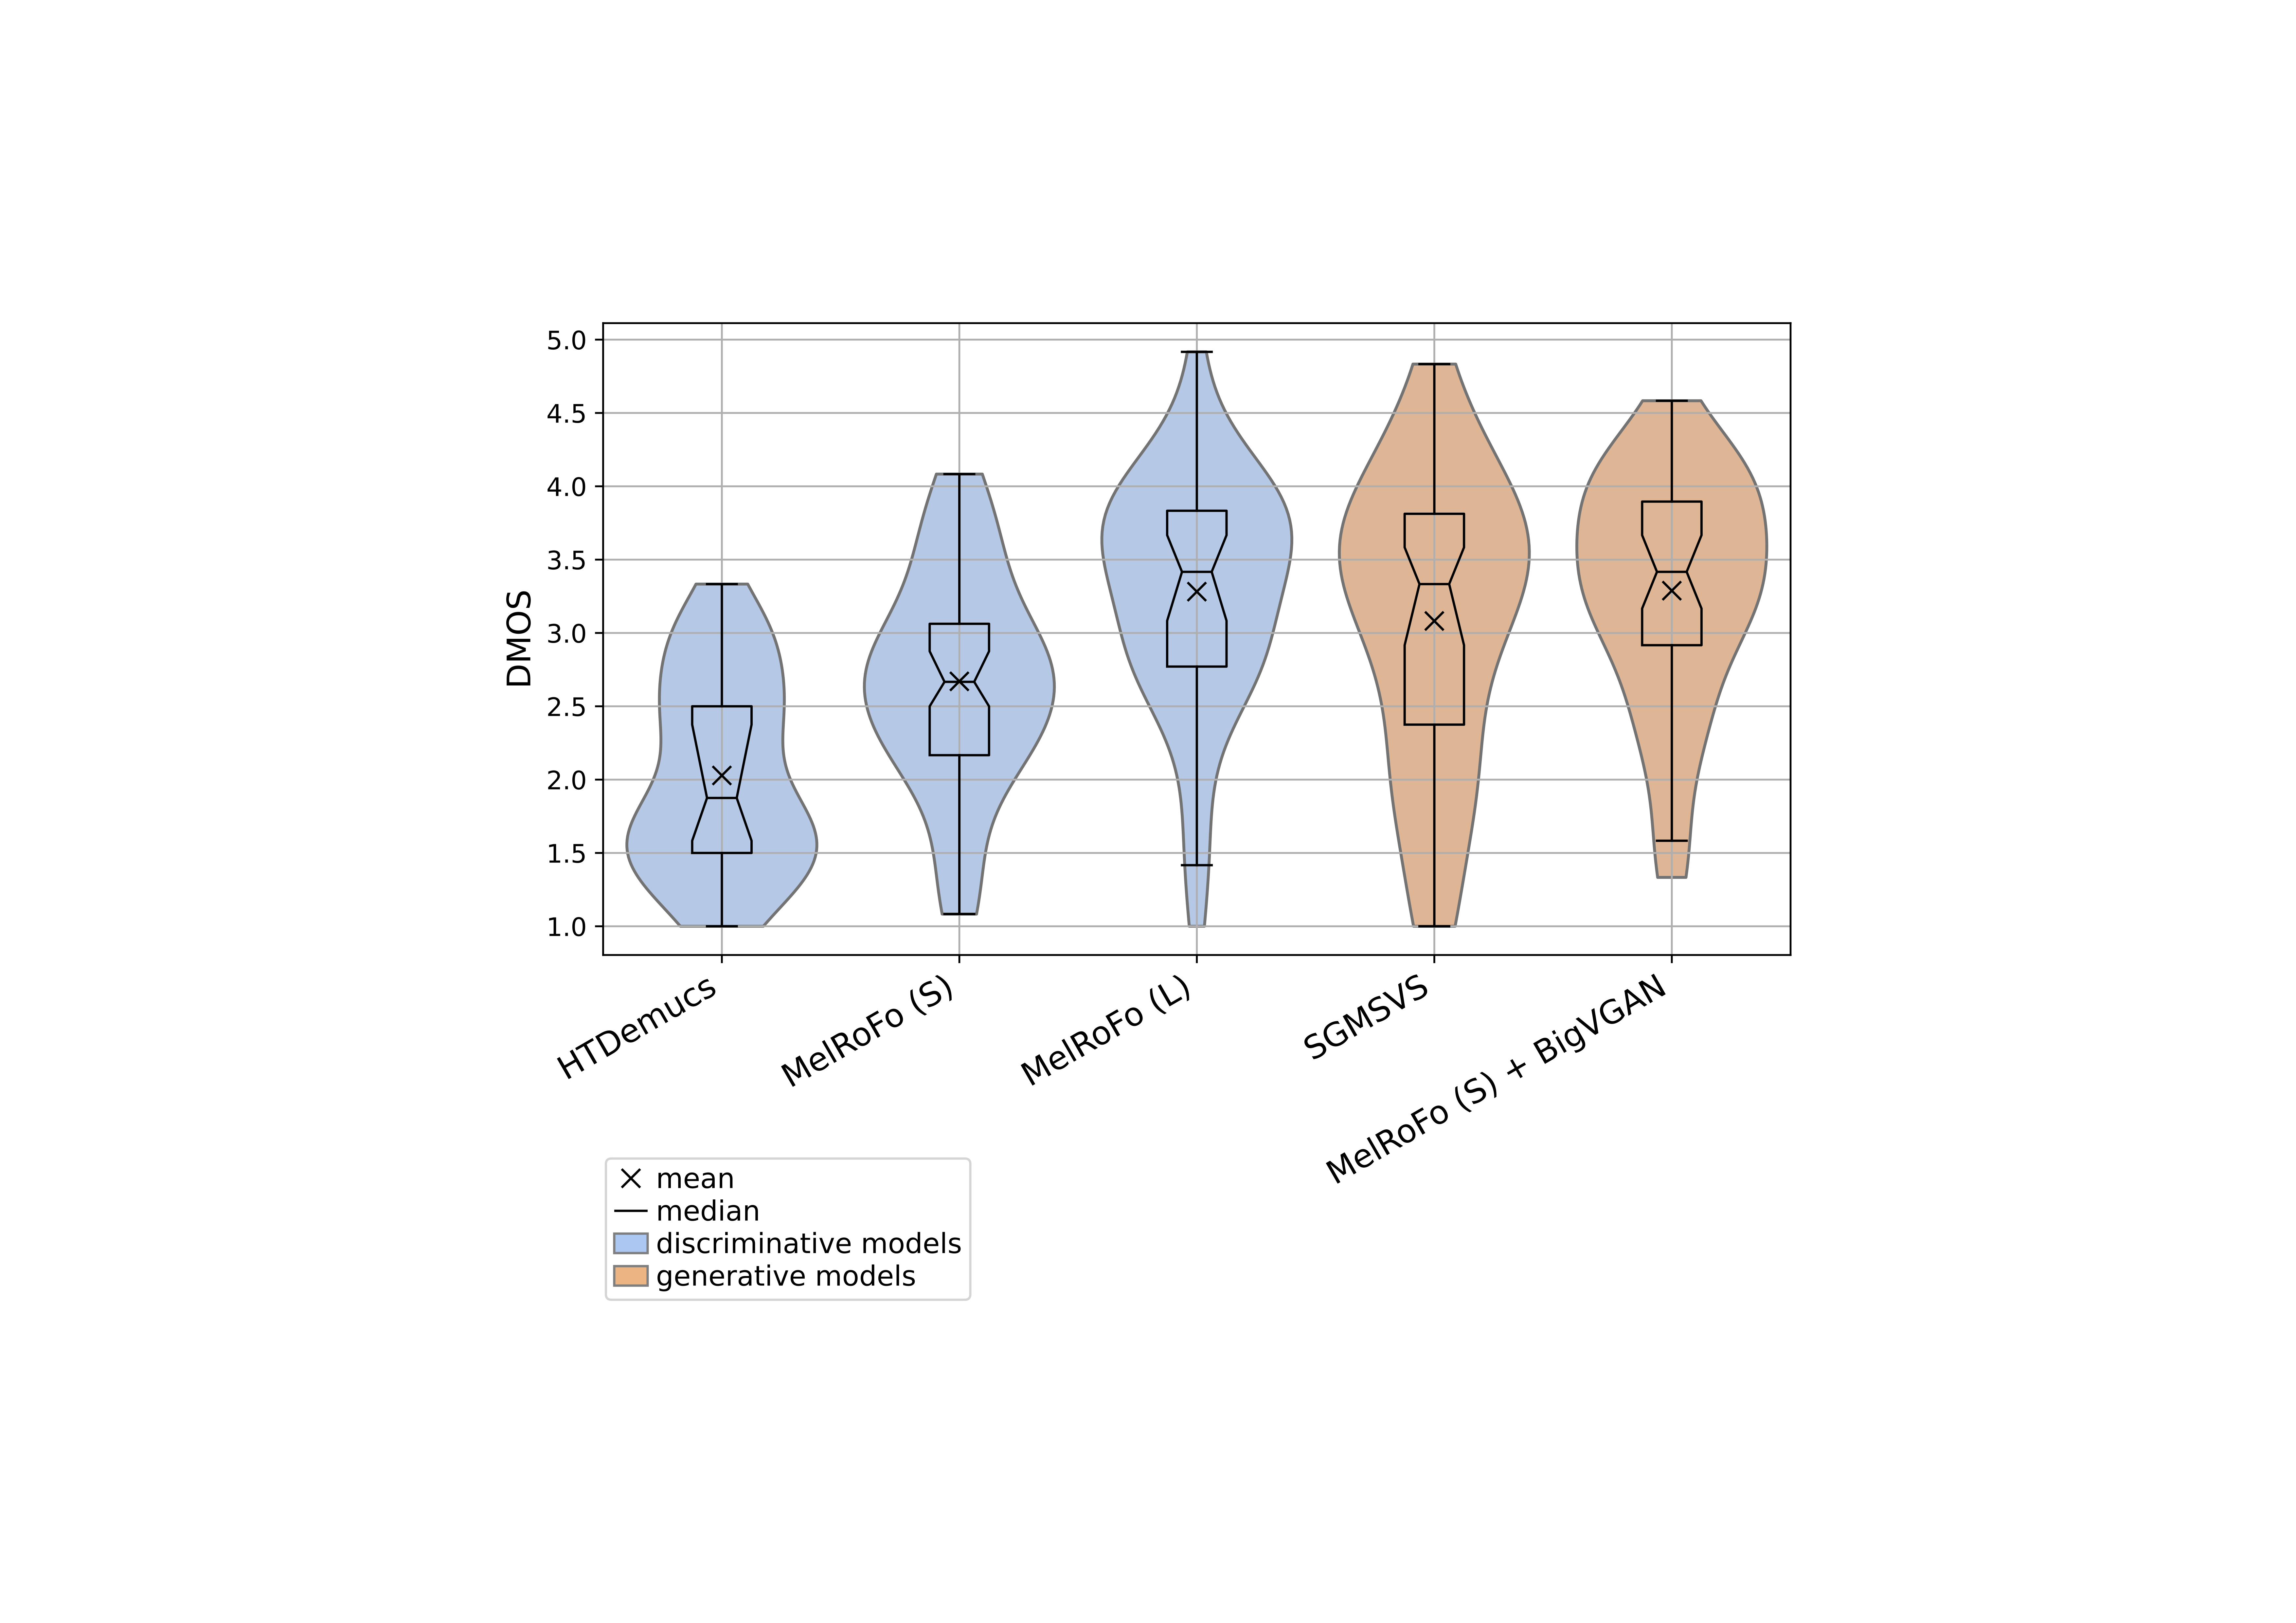 DMOS
5.0
4.5
4.0
3.5
3.0
2.5
2.0
1.5
1.0
HTDemucs
MelRoFo (S)
MelRoFo (L)
SGMSVS
MelRoFo (S) + BigVGAN
mean
median
discriminative models
generative models